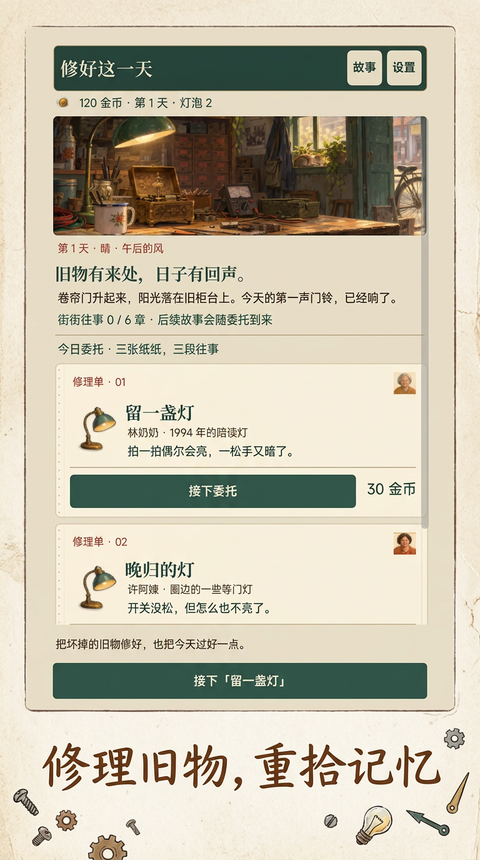 修好这一天
故事
设置
120 金币 · 第 1 天 · 灯泡 2
第 1 天 · 晴 · 午后的风
旧物有来处，日子有回声。
卷帘门升起来，阳光落在旧柜台上。今天的第一声门铃，已经响了。
街街往事 0 / 6 章 · 后续故事会随委托到来
今日委托 · 三张纸纸，三段往事
修理单 · 01
留一盏灯
林奶奶 · 1994 年的陪读灯
拍一拍偶尔会亮，一松手又暗了。
接下委托
30 金币
修理单 · 02
晚归的灯
许阿嫂 · 圈边的一些等门灯
开关没松，但怎么也不亮了。
把坏掉的旧物修好，也把今天过好一点。
接下「留一盏灯」
修理旧物，重拾记忆